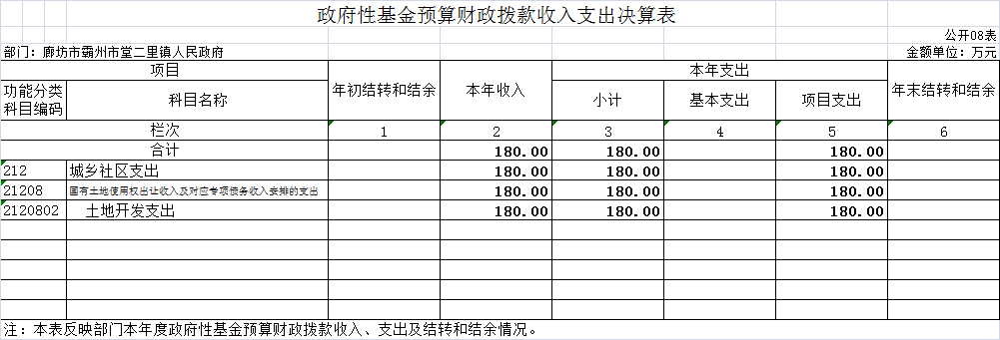 政府性基金预算财政拨款收入支出决算表
公开08表
部门：廊坊市霸州市堂二里镇人民政府 金额单位：万元
项目 年初结转和结余 本年收入 本年支出 年末结转和结余
功能分类科目编码 科目名称 小计 基本支出 项目支出
栏次 1 2 3 4 5 6
合计 180.00 180.00 180.00
212 城乡社区支出 180.00 180.00 180.00
21208 国有土地使用权出让收入及对应专项债务收入安排的支出 180.00 180.00 180.00
2120802 土地开发支出 180.00 180.00 180.00
注：本表反映部门本年度政府性基金预算财政拨款收入、支出及结转和结余情况。